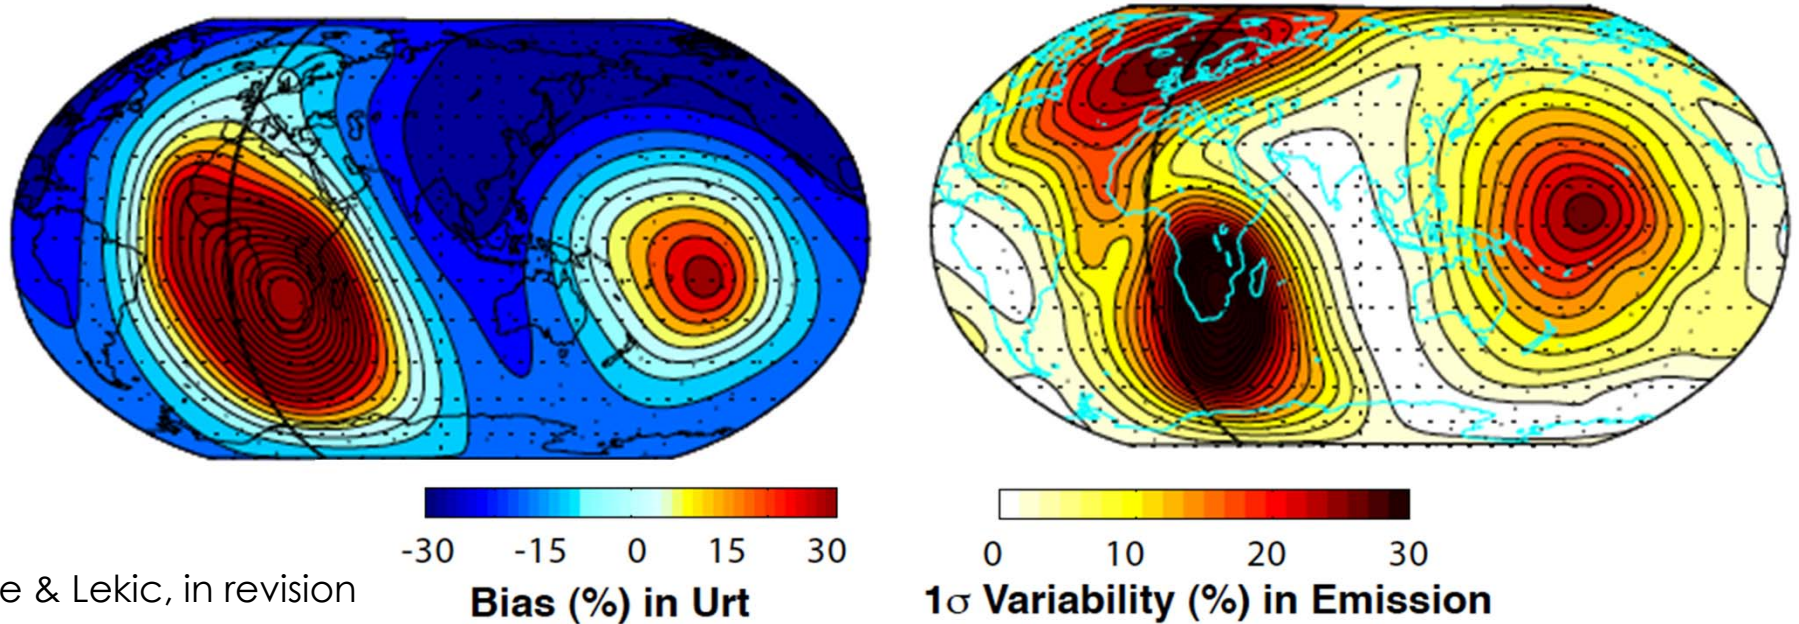 -30 -15 0 15 30
0 10 20 30
e & Lekic, in revision
Bias (%) in Urt
1σ Variability (%) in Emission